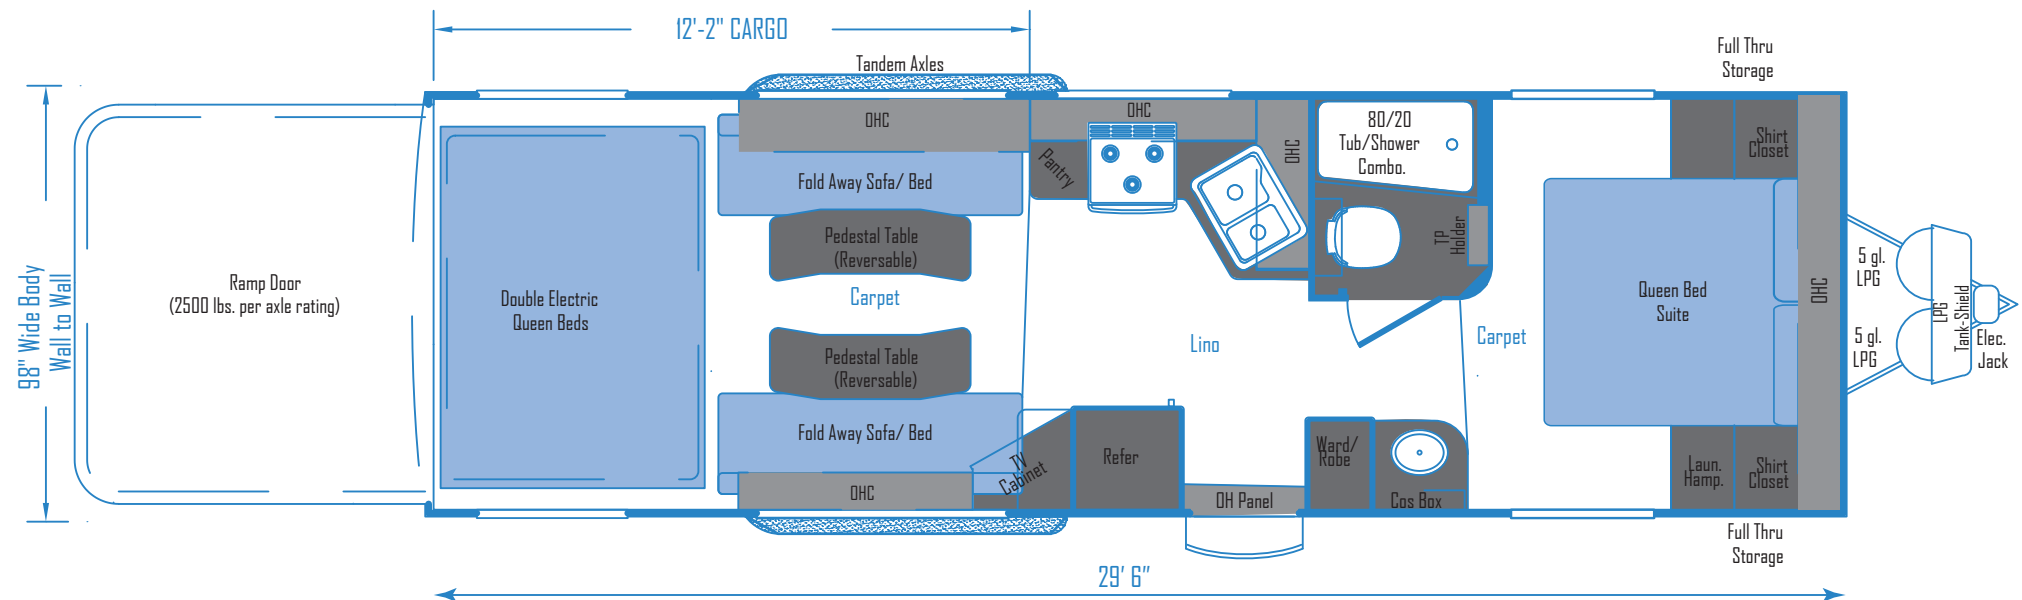 12'-2" CARGO
Tandem Axles
Full Thru
Storage
98" Wide Body
Wall to Wall
Ramp Door
(2500 lbs. per axle rating)
Double Electric
Queen Beds
OHC
Fold Away Sofa/ Bed
Pedestal Table
(Reversable)
Carpet
Pedestal Table
(Reversable)
Fold Away Sofa/ Bed
OHC
TV
Cabinet
OHC
Pantry
OHC
80/20
Tub/Shower
Combo.
TP
Holder
Lino
Refer
OH Panel
Ward/
Robe
Cos Box
Carpet
Shirt
Closet
Queen Bed
Suite
OHC
Laun.
Hamp.
Shirt
Closet
5 gl.
LPG
5 gl.
LPG
LPG
Tank-Shield
Elec.
Jack
Full Thru
Storage
29' 6"